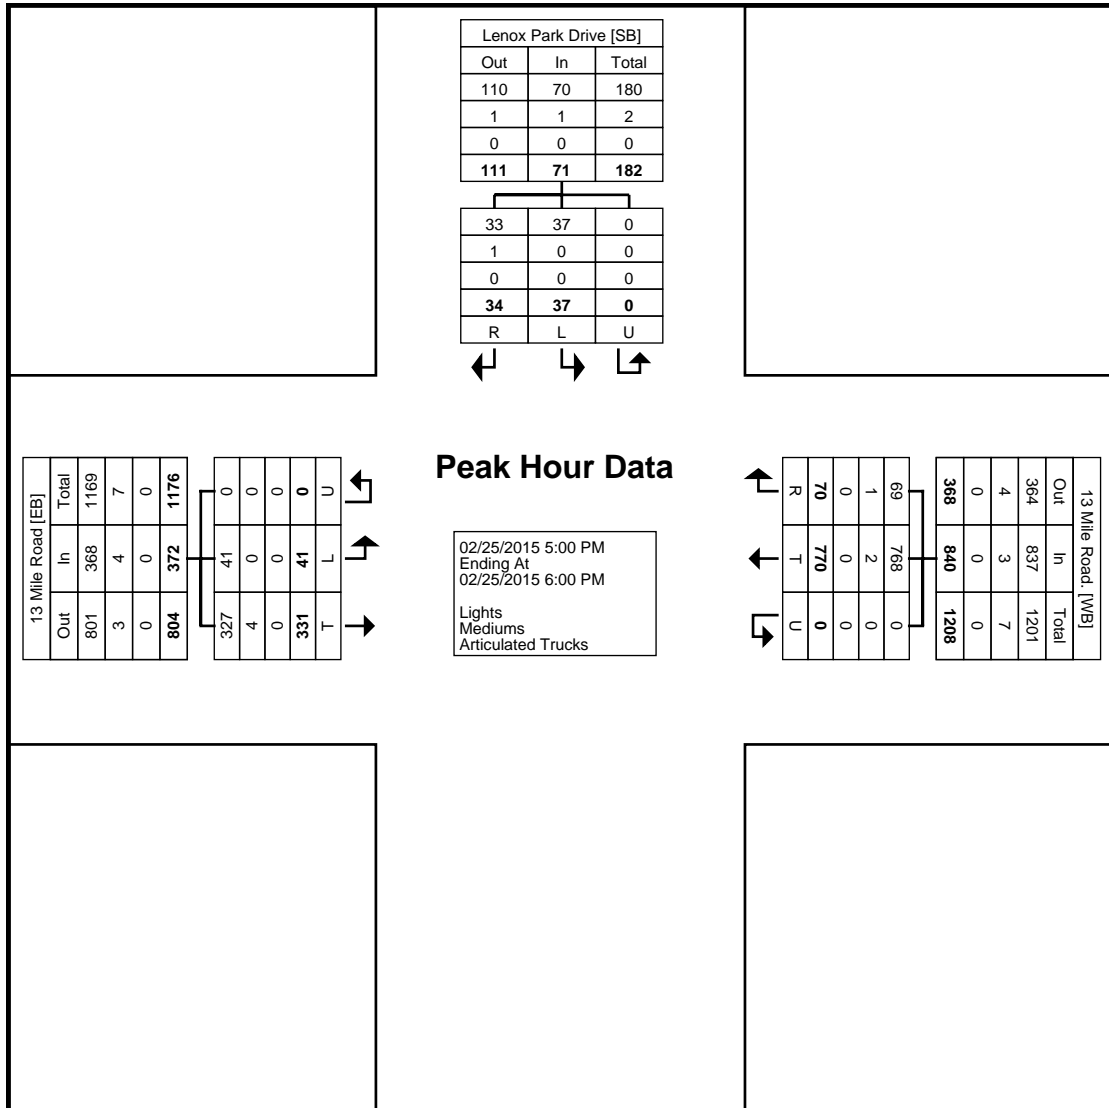 Lenox Park Drive [SB]
Out In Total
110 70 180
1 1 2
0 0 0
111 71 182
33 37 0
1 0 0
0 0 0
34 37 0
R L U
Peak Hour Data
02/25/2015 5:00 PM
Ending At
02/25/2015 6:00 PM
Lights
Mediums
Articulated Trucks
13 Mile Road [EB]
Out In Total
801 368 1169
3 4 7
0 0 0
804 372 1176
327 41 0
4 0 0
0 0 0
331 41 0
T L U
13 Mile Road. [WB]
Out In Total
364 837 1201
4 3 7
0 0 0
368 840 1208
69 768 0
1 2 0
0 0 0
70 770 0
R T U